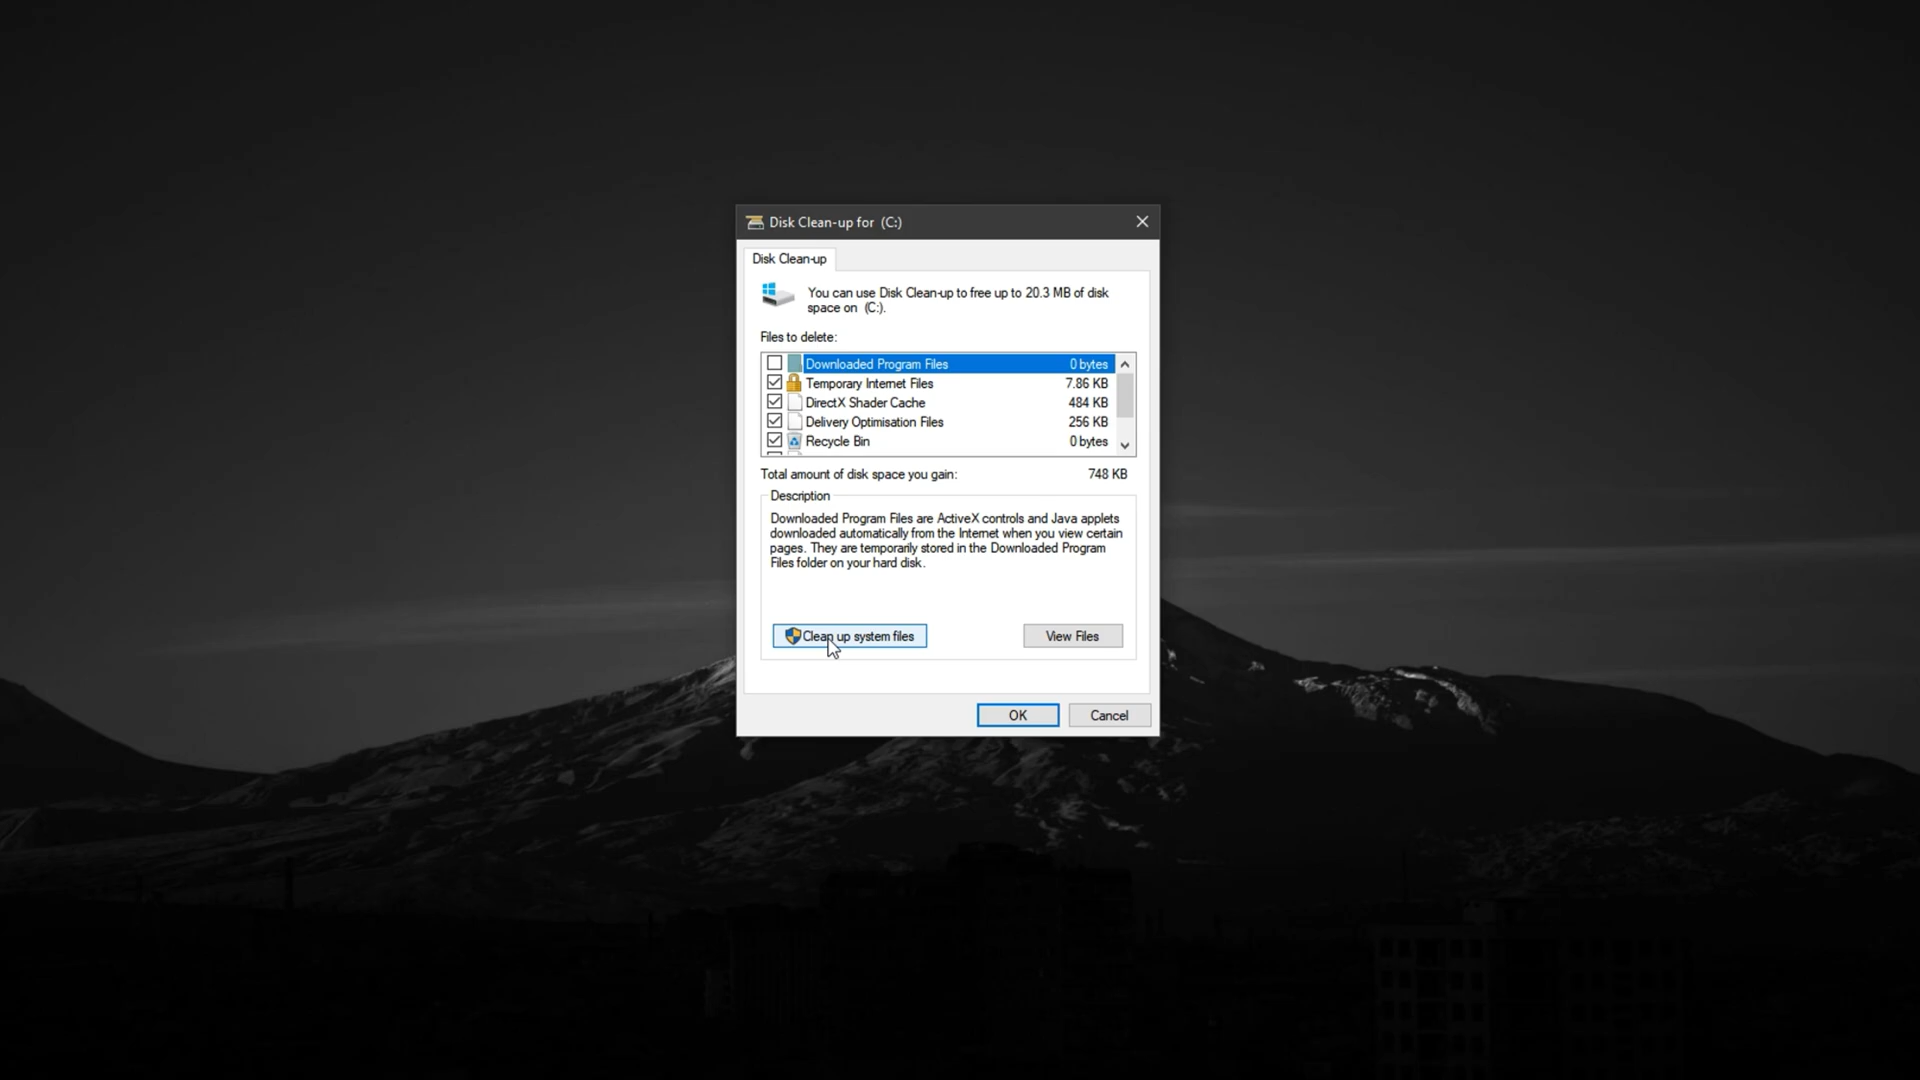 Disk Clean-up for  (C:)
Disk Clean-up
You can use Disk Clean-up to free up to 20.3 MB of disk
space on  (C:).
Files to delete:
Downloaded Program Files 0 bytes
Temporary Internet Files 7.86 KB
DirectX Shader Cache 484 KB
Delivery Optimisation Files 256 KB
Recycle Bin 0 bytes
Total amount of disk space you gain: 748 KB
Description
Downloaded Program Files are ActiveX controls and Java applets
downloaded automatically from the Internet when you view certain
pages. They are temporarily stored in the Downloaded Program
Files folder on your hard disk.
Clean up system files View Files
OK Cancel